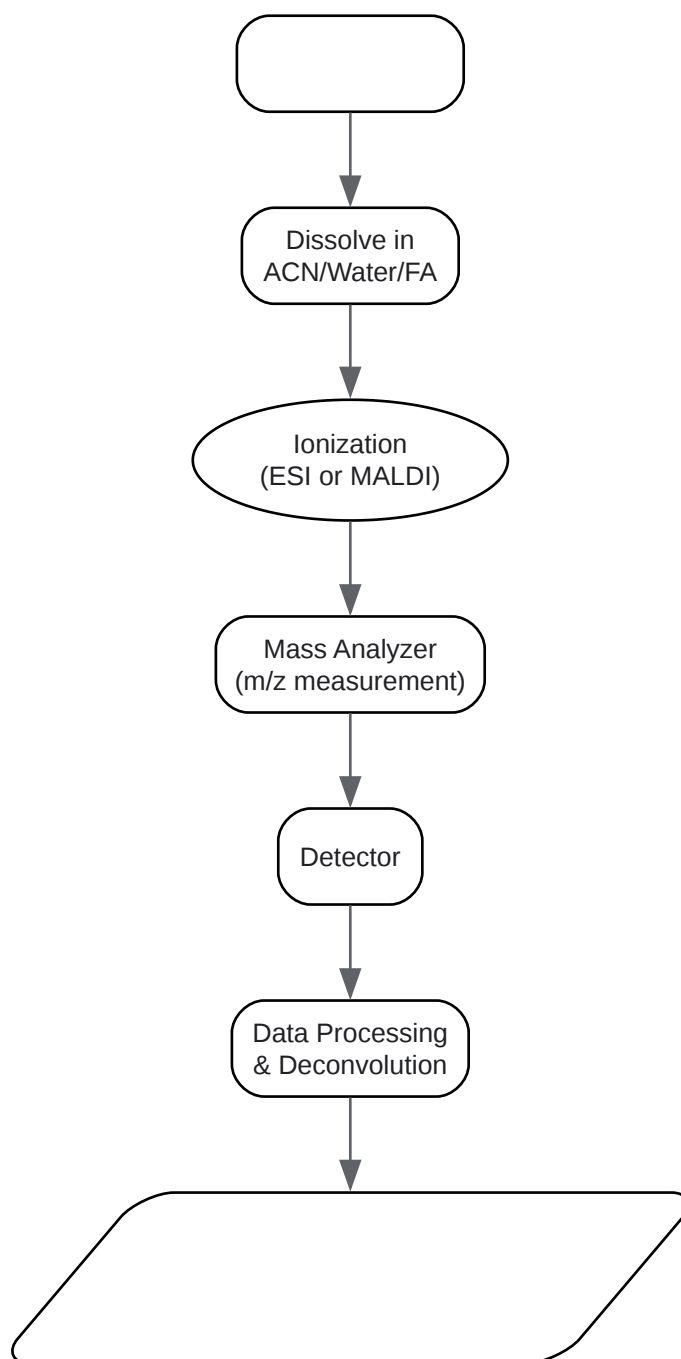 Dissolve in
ACN/Water/FA
Ionization
(ESI or MALDI)
Mass Analyzer
(m/z measurement)
Detector
Data Processing
& Deconvolution